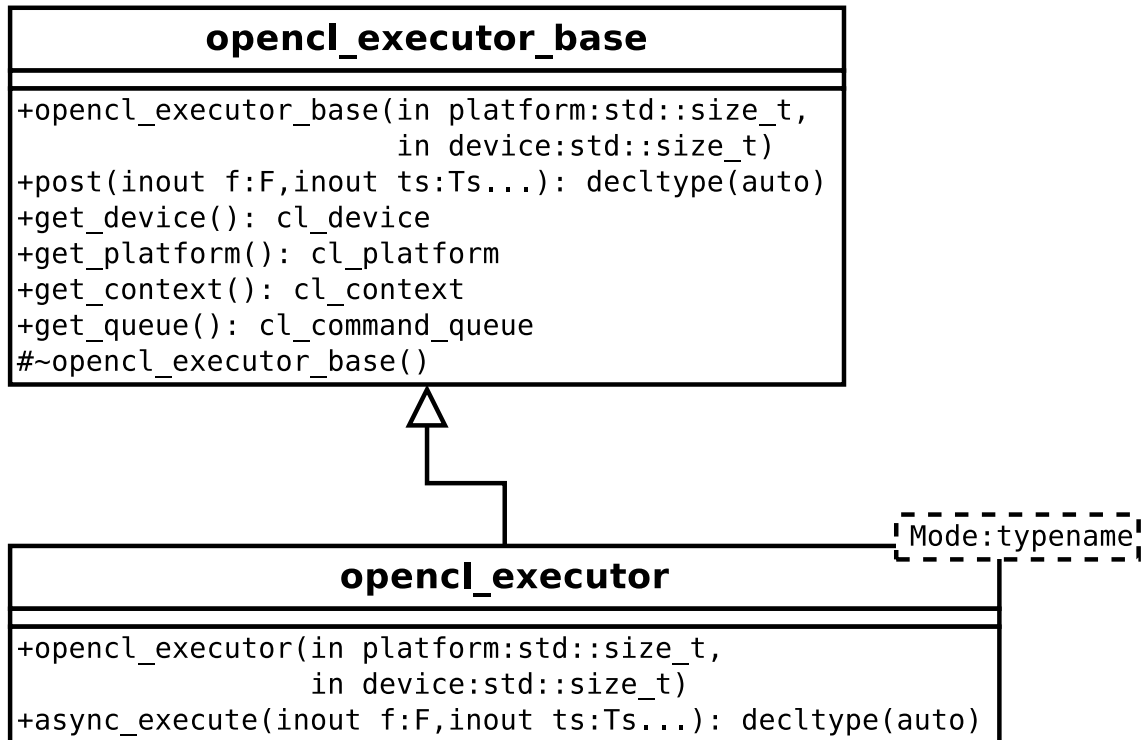 opencl_executor_base
+opencl_executor_base(in platform:std::size_t,
in device:std::size_t)
+post(inout f:F,inout ts:Ts...): decltype(auto)
+get_device(): cl_device
+get_platform(): cl_platform
+get_context(): cl_context
+get_queue(): cl_command_queue
#~opencl_executor_base()
Mode:typename
opencl_executor
+opencl_executor(in platform:std::size_t,
in device:std::size_t)
+async_execute(inout f:F,inout ts:Ts...): decltype(auto)